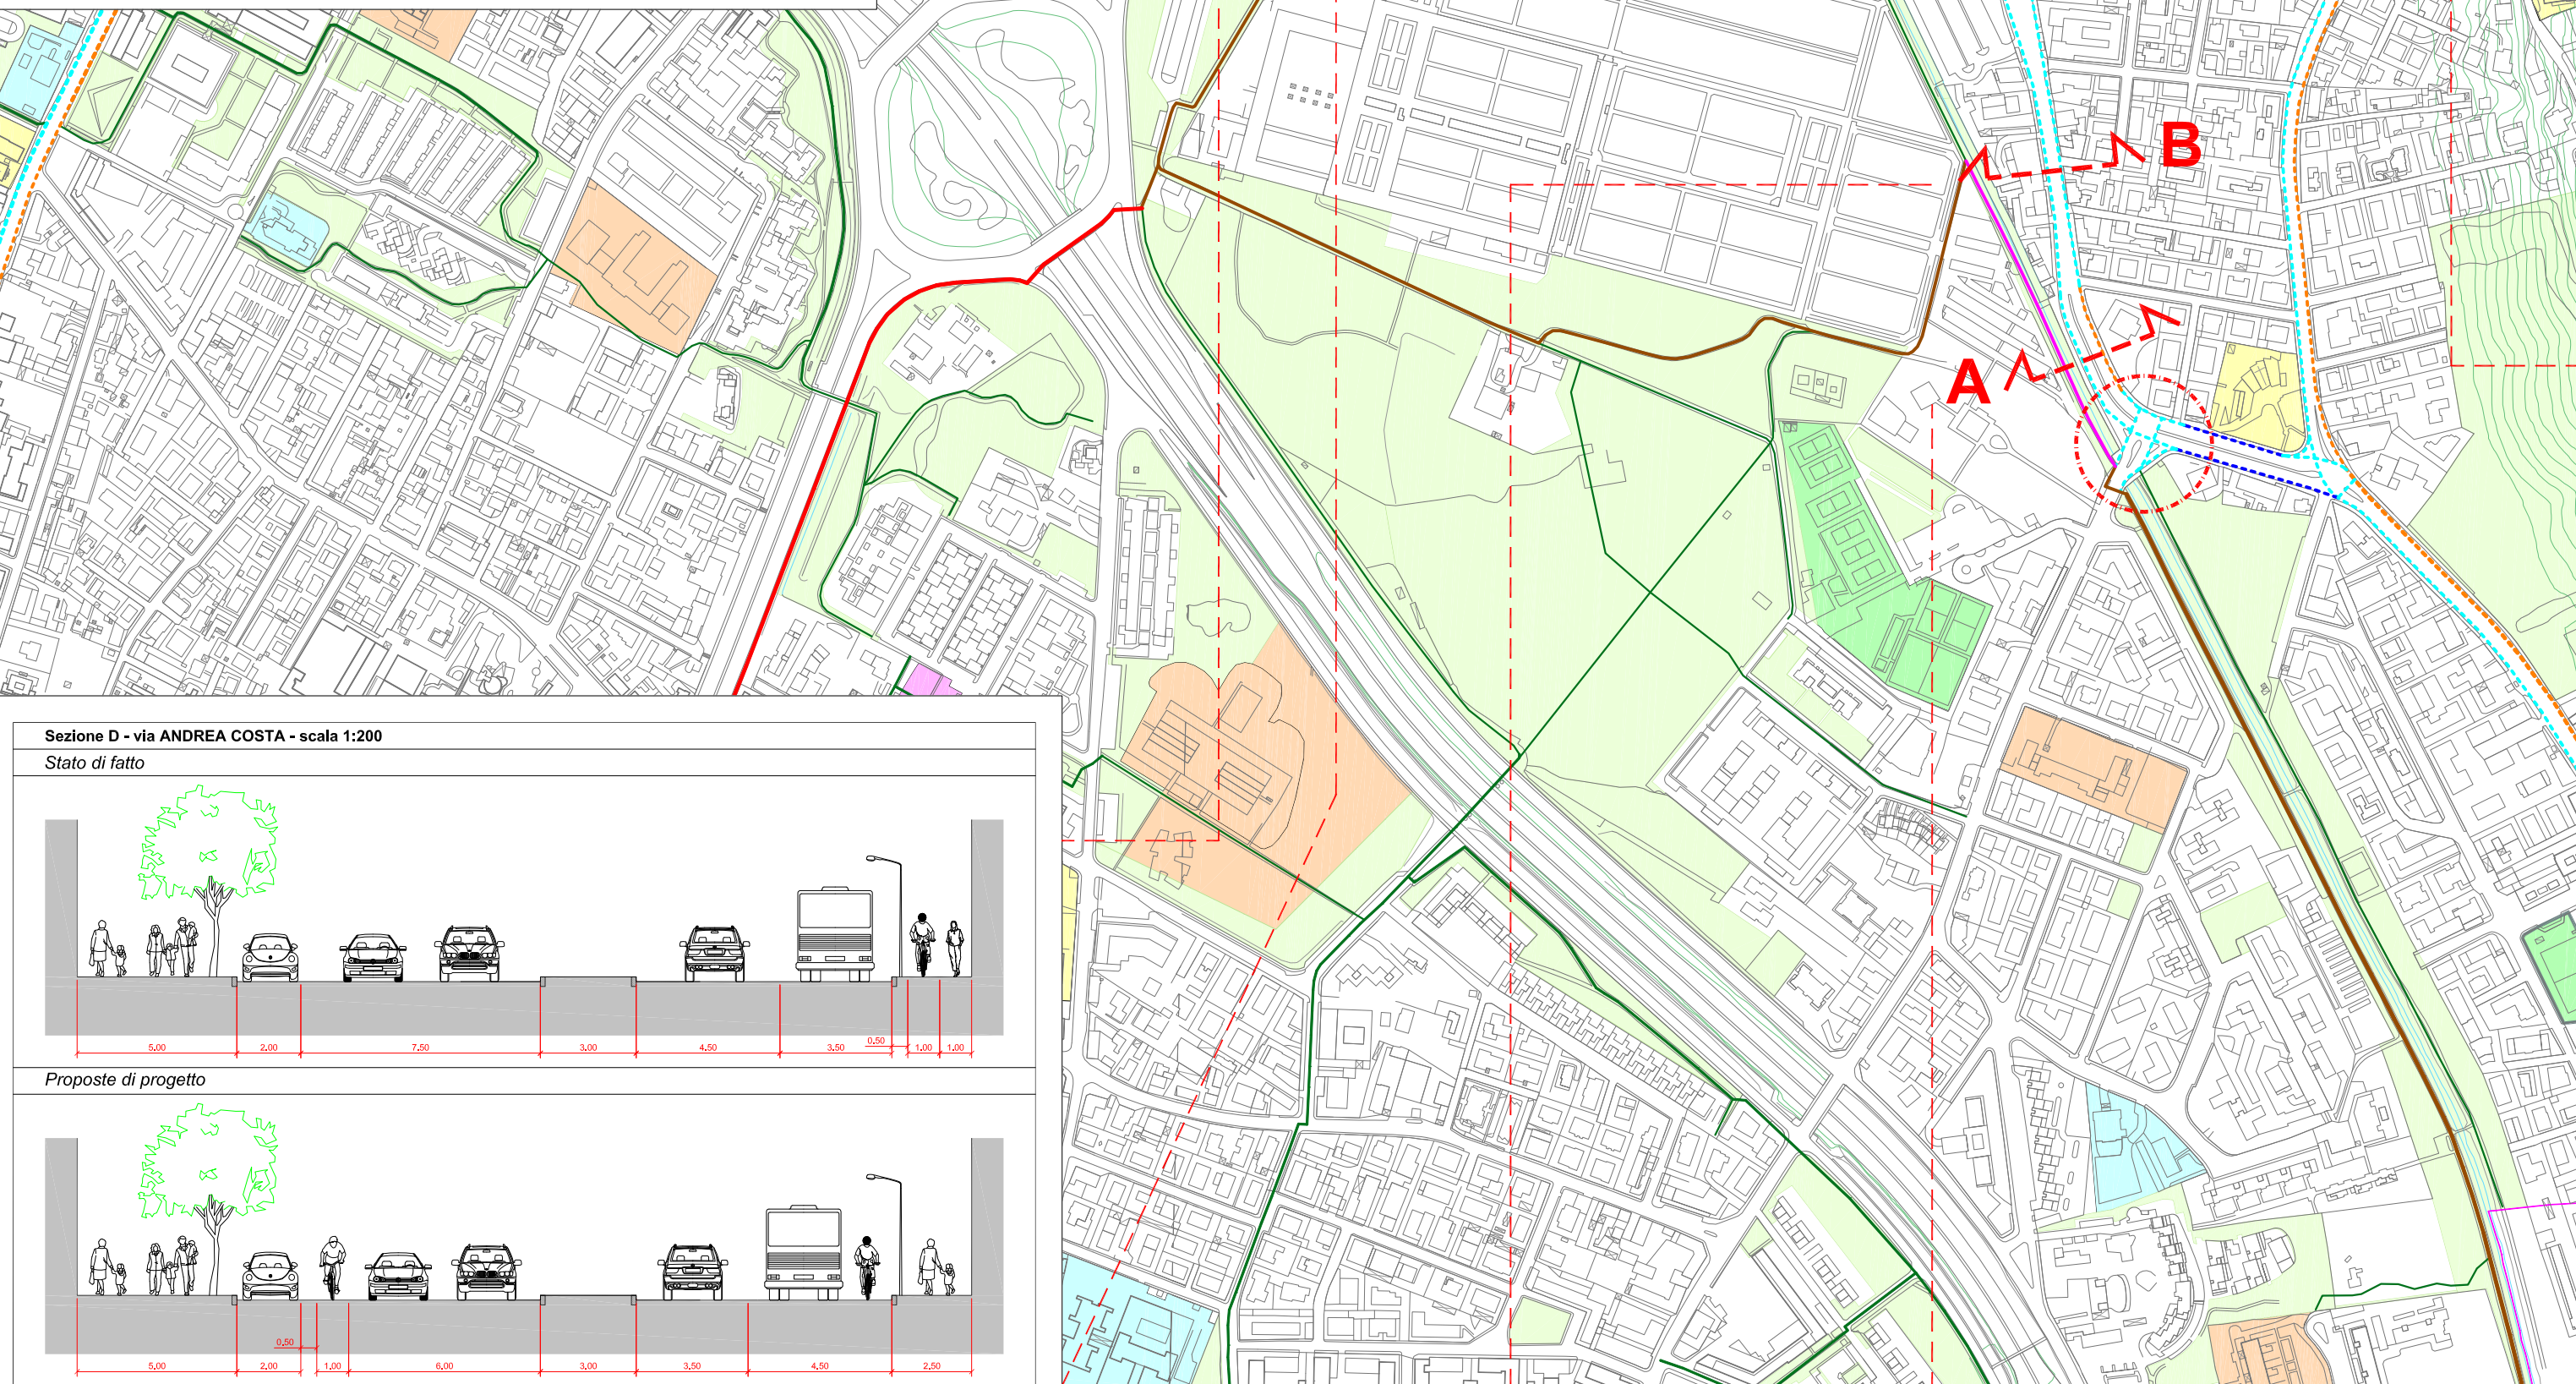 B
A
Sezione D - via ANDREA COSTA - scala 1:200
Stato di fatto
5.00 2.00 7.50 3.00 4.50 3.50 0.50 1.00 1.00
Proposte di progetto
5.00 2.00 0.50 1.00 6.00 3.00 3.50 4.50 2.50